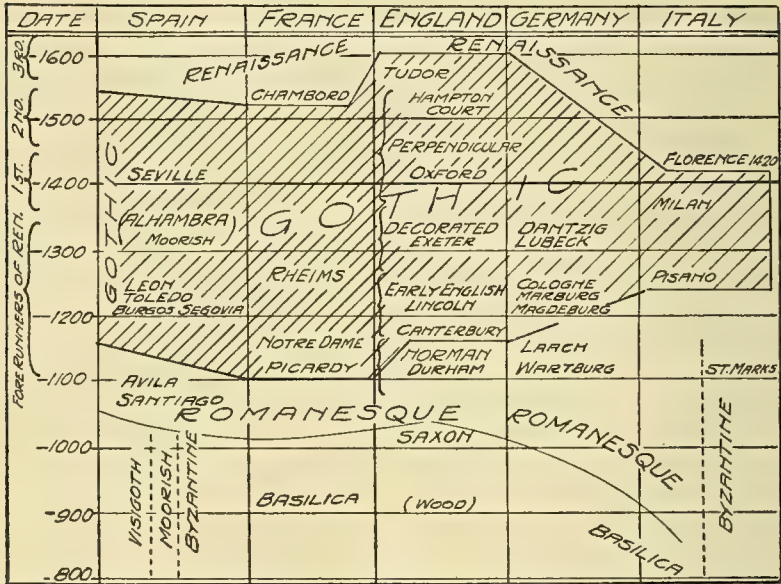 DATE SPAIN FRANCE ENGLAND GERMANY ITALY
3RD.
2ND.
1ST.
FORERUNNERS OF REN.
-1600
-1500
-1400
-1300
-1200
-1100
-1000
-900
-800
RENAISSANCE
RENAISSANCE
GOTHIC
GOTHIC
SEVILLE
(ALHAMBRA)
MOORISH
LEON
TOLEDO
BURGOS SEGOVIA
AVILA
SANTIAGO
VISIGOTH
MOORISH
BYZANTINE
CHAMBORD
RHEIMS
NOTRE DAME
PICARDY
ROMANESQUE
BASILICA
TUDOR
HAMPTON
COURT
PERPENDICULAR
OXFORD
DECORATED
EXETER
EARLY ENGLISH
LINCOLN
CANTERBURY
NORMAN
DURHAM
SAXON
(WOOD)
DANTZIG
LUBECK
COLOGNE
MARBURG
MAGDEBURG
LAACH
WARTBURG
ROMANESQUE
BASILICA
FLORENCE 1420
MILAN
PISANO
ST. MARKS
BYZANTINE